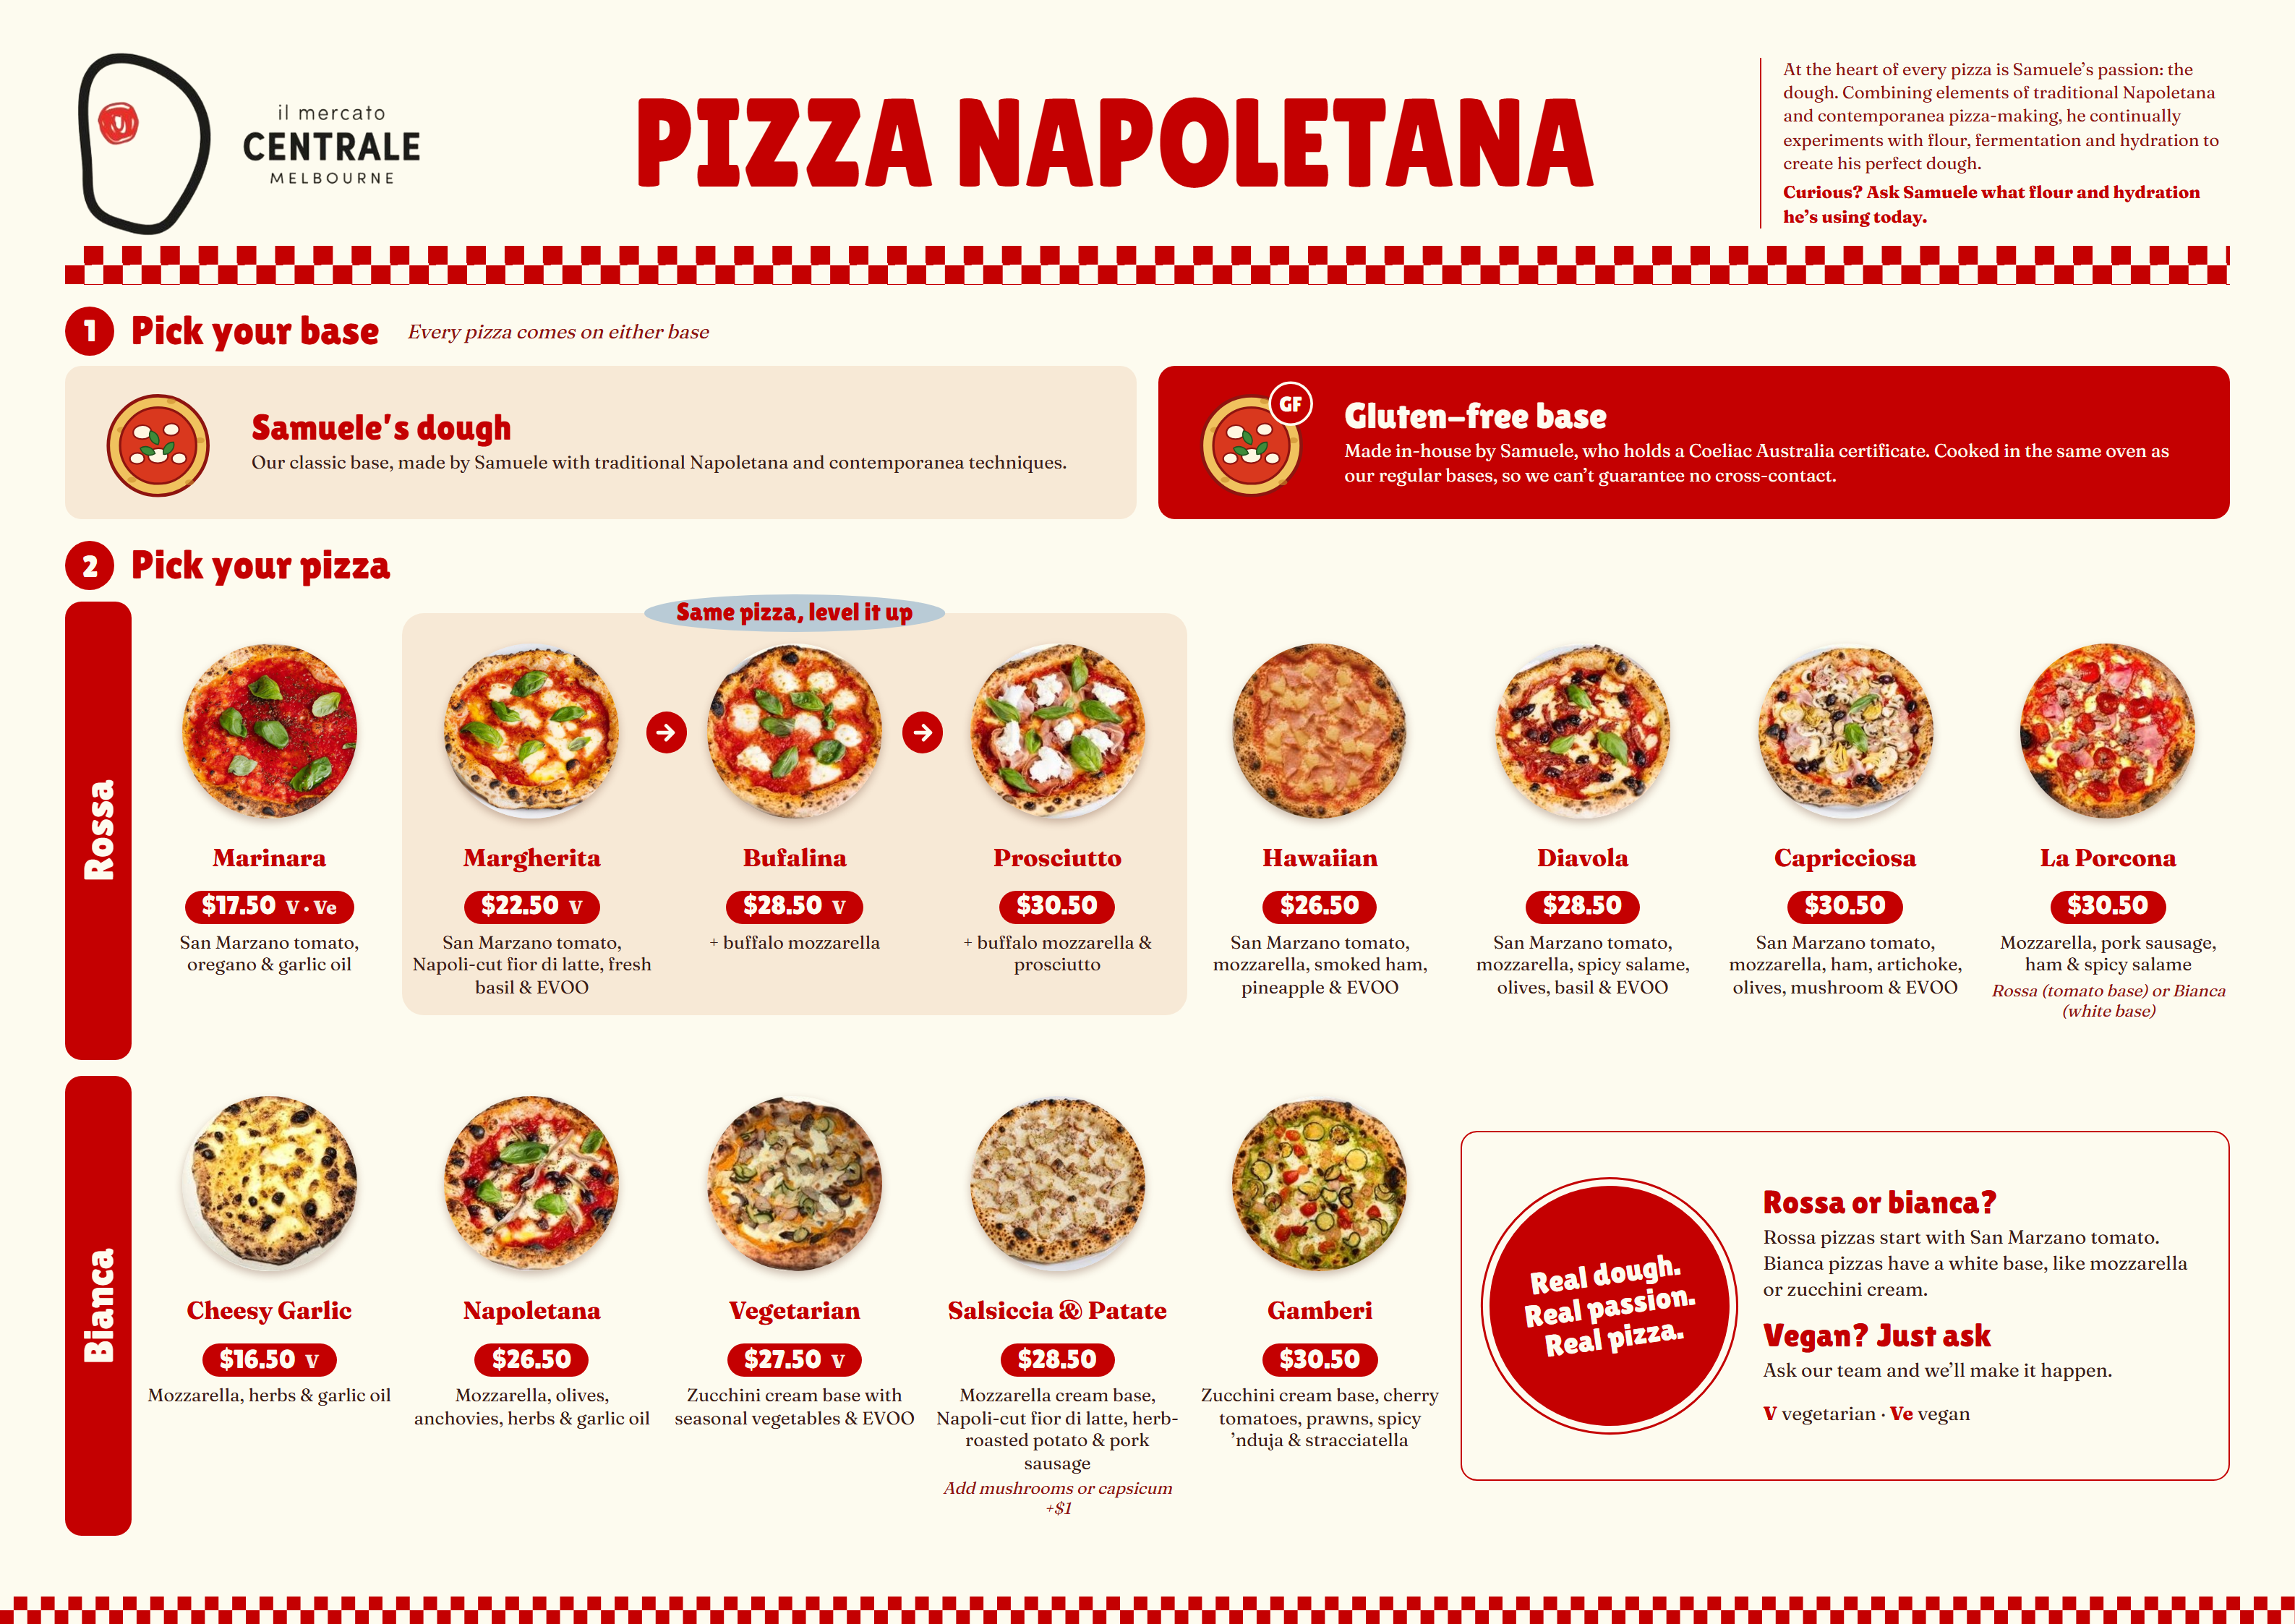 il mercato
CENTRALE
MELBOURNE
PIZZA NAPOLETANA
At the heart of every pizza is Samuele’s passion: the
dough. Combining elements of traditional Napoletana
and contemporanea pizza-making, he continually
experiments with flour, fermentation and hydration to
create his perfect dough.
Curious? Ask Samuele what flour and hydration
he’s using today.
1 Pick your base Every pizza comes on either base
Samuele’s dough
Our classic base, made by Samuele with traditional Napoletana and contemporanea techniques.
GF
Gluten-free base
Made in-house by Samuele, who holds a Coeliac Australia certificate. Cooked in the same oven as
our regular bases, so we can’t guarantee no cross-contact.
2 Pick your pizza
Rossa
Same pizza, level it up
Marinara
$17.50 V · Ve
San Marzano tomato,
oregano & garlic oil
Margherita
$22.50 V
San Marzano tomato,
Napoli-cut fior di latte, fresh
basil & EVOO
Bufalina
$28.50 V
+ buffalo mozzarella
Prosciutto
$30.50
+ buffalo mozzarella &
prosciutto
Hawaiian
$26.50
San Marzano tomato,
mozzarella, smoked ham,
pineapple & EVOO
Diavola
$28.50
San Marzano tomato,
mozzarella, spicy salame,
olives, basil & EVOO
Capricciosa
$30.50
San Marzano tomato,
mozzarella, ham, artichoke,
olives, mushroom & EVOO
La Porcona
$30.50
Mozzarella, pork sausage,
ham & spicy salame
Rossa (tomato base) or Bianca
(white base)
Bianca
Cheesy Garlic
$16.50 V
Mozzarella, herbs & garlic oil
Napoletana
$26.50
Mozzarella, olives,
anchovies, herbs & garlic oil
Vegetarian
$27.50 V
Zucchini cream base with
seasonal vegetables & EVOO
Salsiccia & Patate
$28.50
Mozzarella cream base,
Napoli-cut fior di latte, herb-
roasted potato & pork
sausage
Add mushrooms or capsicum
+$1
Gamberi
$30.50
Zucchini cream base, cherry
tomatoes, prawns, spicy
’nduja & stracciatella
Real dough.
Real passion.
Real pizza.
Rossa or bianca?
Rossa pizzas start with San Marzano tomato.
Bianca pizzas have a white base, like mozzarella
or zucchini cream.
Vegan? Just ask
Ask our team and we’ll make it happen.
V vegetarian · Ve vegan